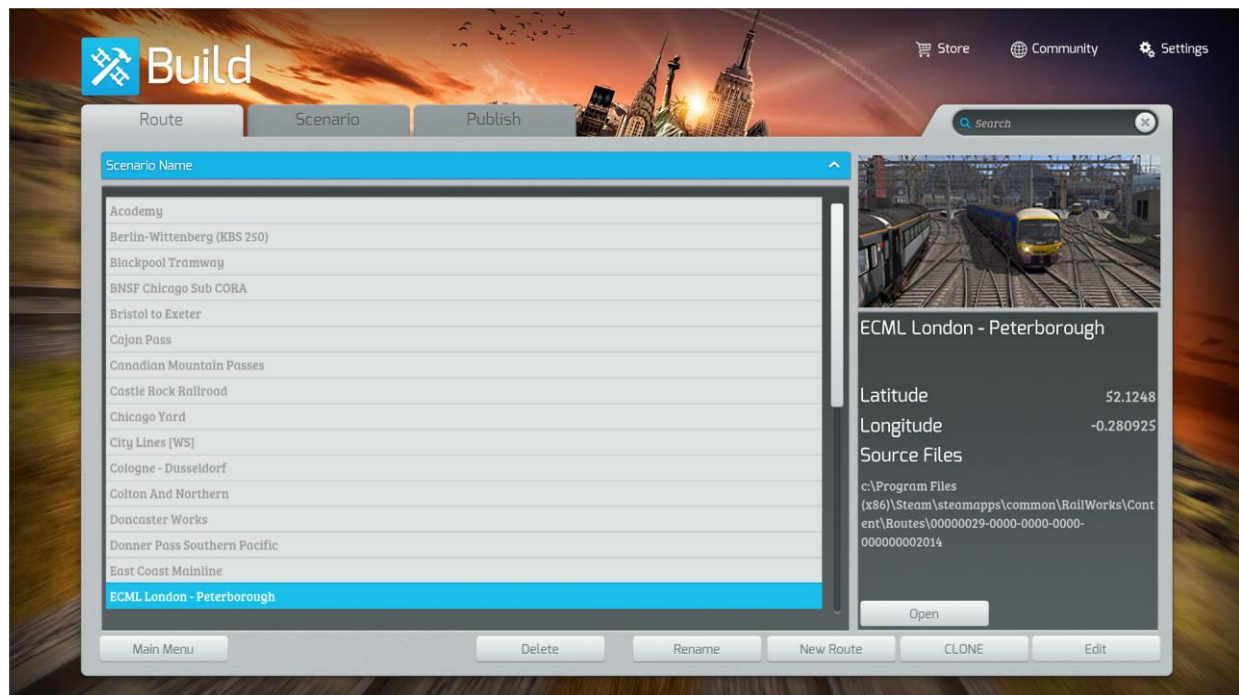 Build
Store
Community
Settings
Route
Scenario
Publish
Search
Scenario Name
Academy
Berlin-Wittenberg (KBS 250)
Blackpool Tramway
BNSF Chicago Sub CORA
Bristol to Exeter
Cajon Pass
Canadian Mountain Passes
Castle Rock Railroad
Chicago Yard
City Lines [WS]
Cologne - Dusseldorf
Colton And Northern
Doncaster Works
Donner Pass Southern Pacific
East Coast Mainline
ECML London - Peterborough
ECML London - Peterborough
Latitude 52.1248
Longitude -0.280925
Source Files
c:\Program Files
(x86)\Steam\steamapps\common\RailWorks\Cont
ent\Routes\00000029-0000-0000-0000-
000000002014
Open
Main Menu
Delete
Rename
New Route
CLONE
Edit